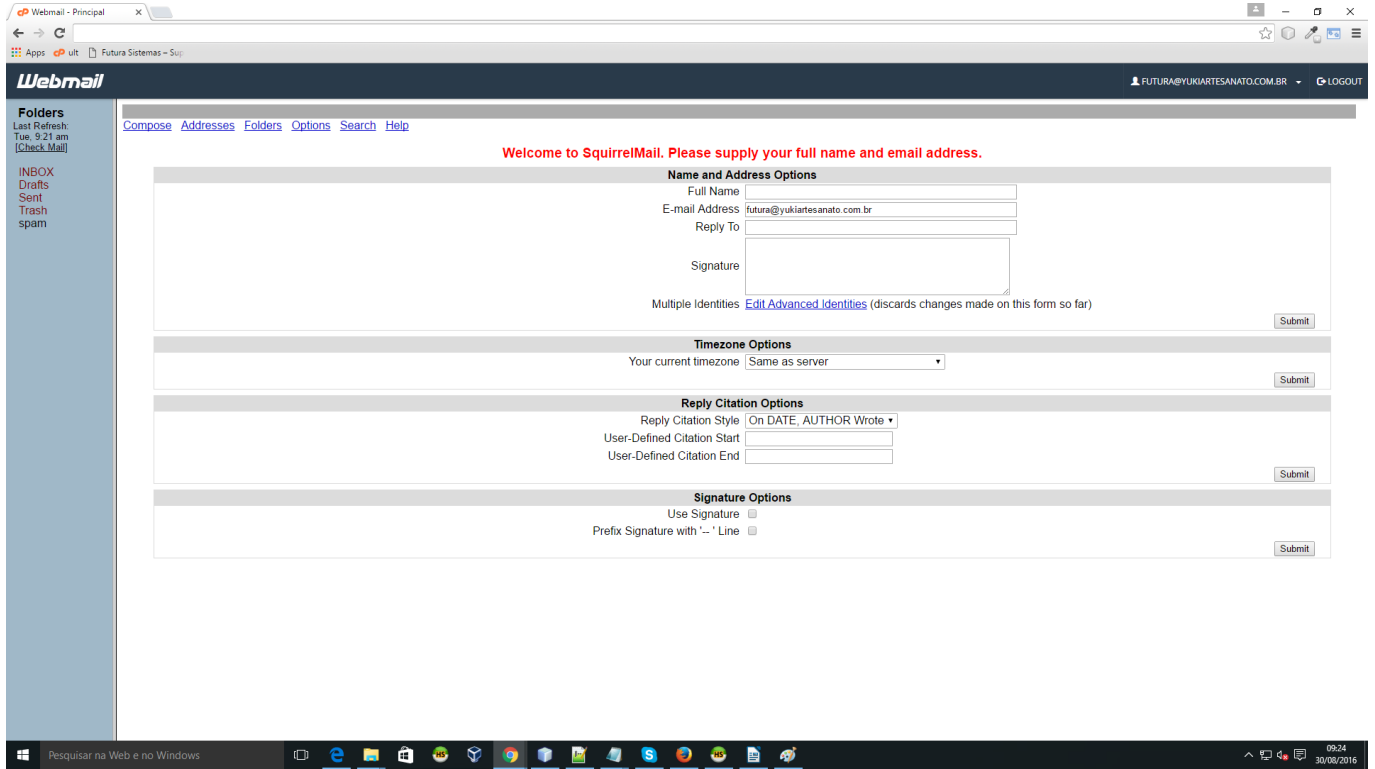 Webmail - Principal
Apps ult Futura Sistemas – Sup
Webmail
FUTURA@YUKIARTESANATO.COM.BR LOGOUT
Folders
Last Refresh:
Tue, 9:21 am
[Check Mail]
INBOX
Drafts
Sent
Trash
spam
Compose Addresses Folders Options Search Help
Welcome to SquirrelMail. Please supply your full name and email address.
Name and Address Options
Full Name
E-mail Address futura@yukiartesanato.com.br
Reply To
Signature
Multiple Identities Edit Advanced Identities (discards changes made on this form so far)
Submit
Timezone Options
Your current timezone Same as server
Submit
Reply Citation Options
Reply Citation Style On DATE, AUTHOR Wrote
User-Defined Citation Start
User-Defined Citation End
Submit
Signature Options
Use Signature
Prefix Signature with '-- ' Line
Submit
Pesquisar na Web e no Windows
09:24
30/08/2016